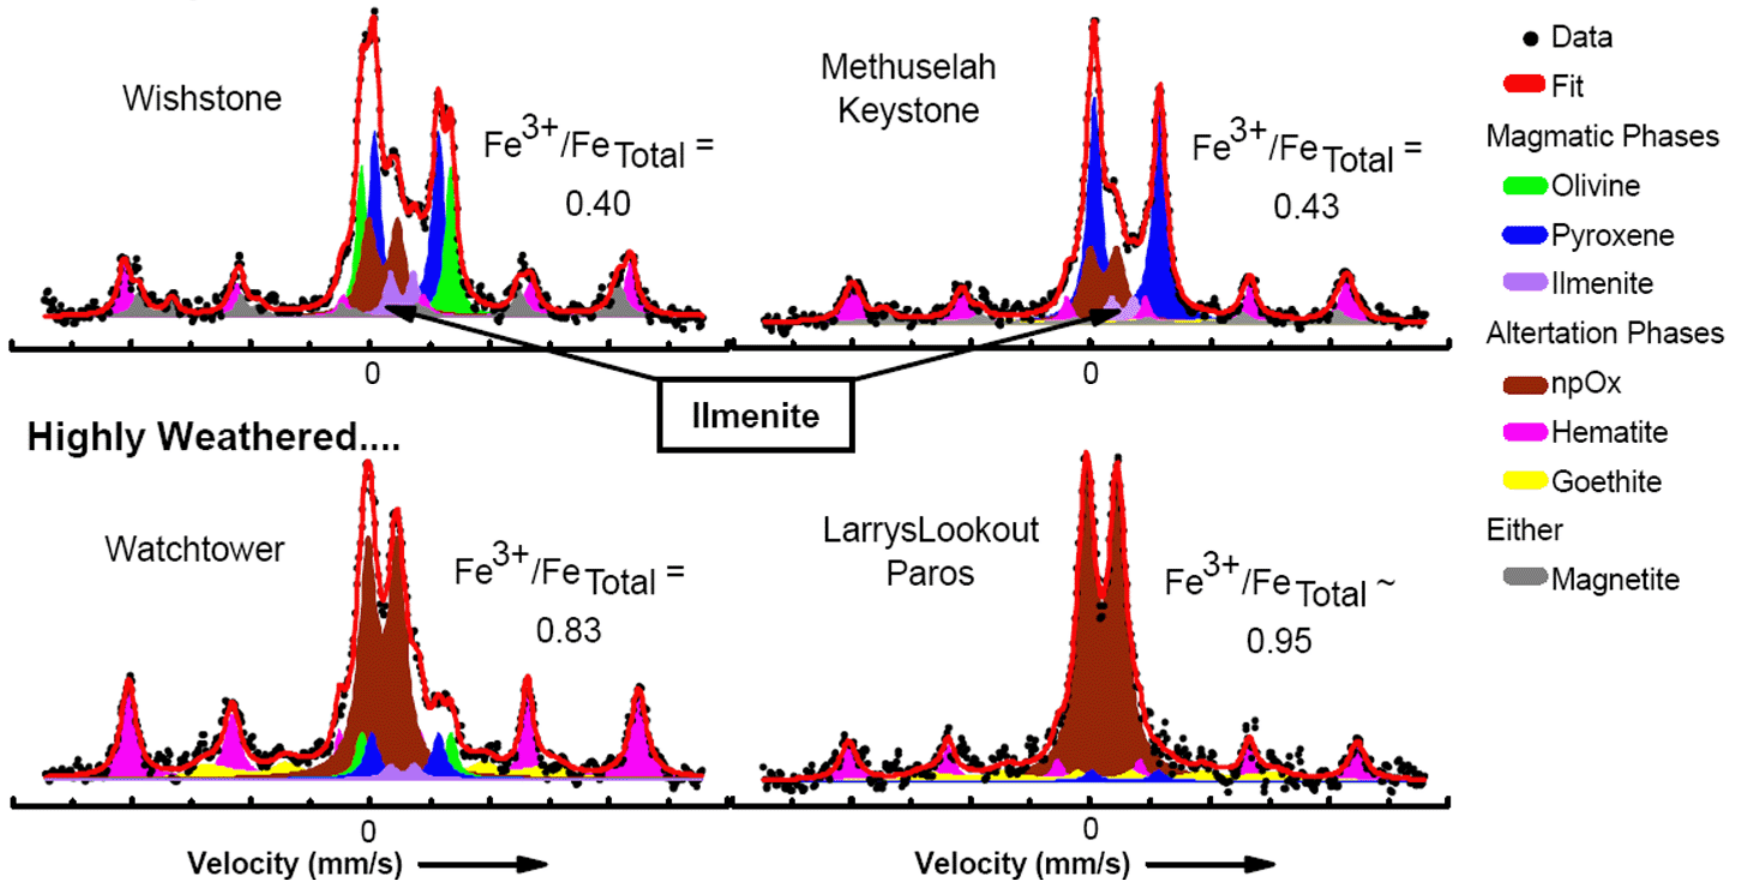 Wishstone
Fe3+/FeTotal =
0.40
Methuselah
Keystone
Fe3+/FeTotal =
0.43
Data
Fit
Magmatic Phases
Olivine
Pyroxene
Ilmenite
Altertation Phases
npOx
Hematite
Goethite
Either
Magnetite
0
0
Ilmenite
Highly Weathered....
Watchtower
Fe3+/FeTotal =
0.83
LarrysLookout
Paros
Fe3+/FeTotal ~
0.95
0
0
Velocity (mm/s)
Velocity (mm/s)